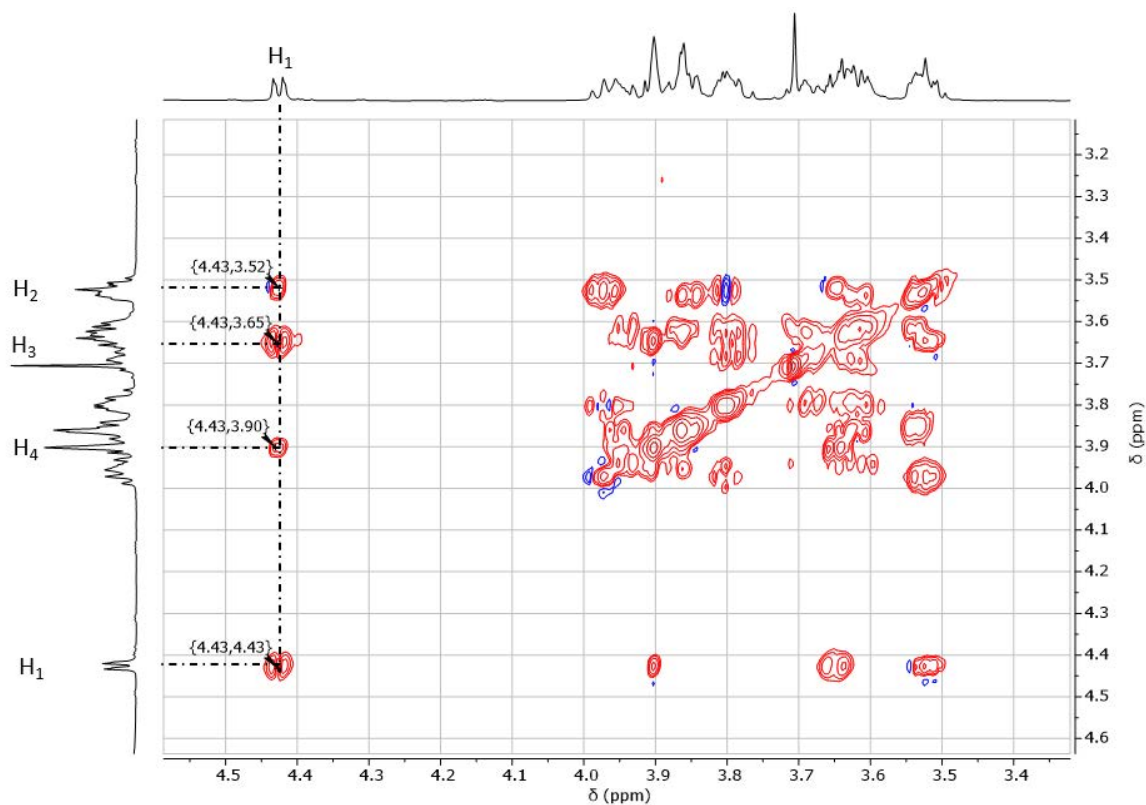 H₁
3.2
3.3
3.4
{4.43,3.52}
H₂
3.5
3.6
{4.43,3.65}
H₃
3.7
3.8
{4.43,3.90}
H₄
3.9
4.0
4.1
4.2
4.3
{4.43,4.43}
H₁
4.4
4.5
4.6
δ (ppm)
4.5 4.4 4.3 4.2 4.1 4.0 3.9 3.8 3.7 3.6 3.5 3.4
δ (ppm)